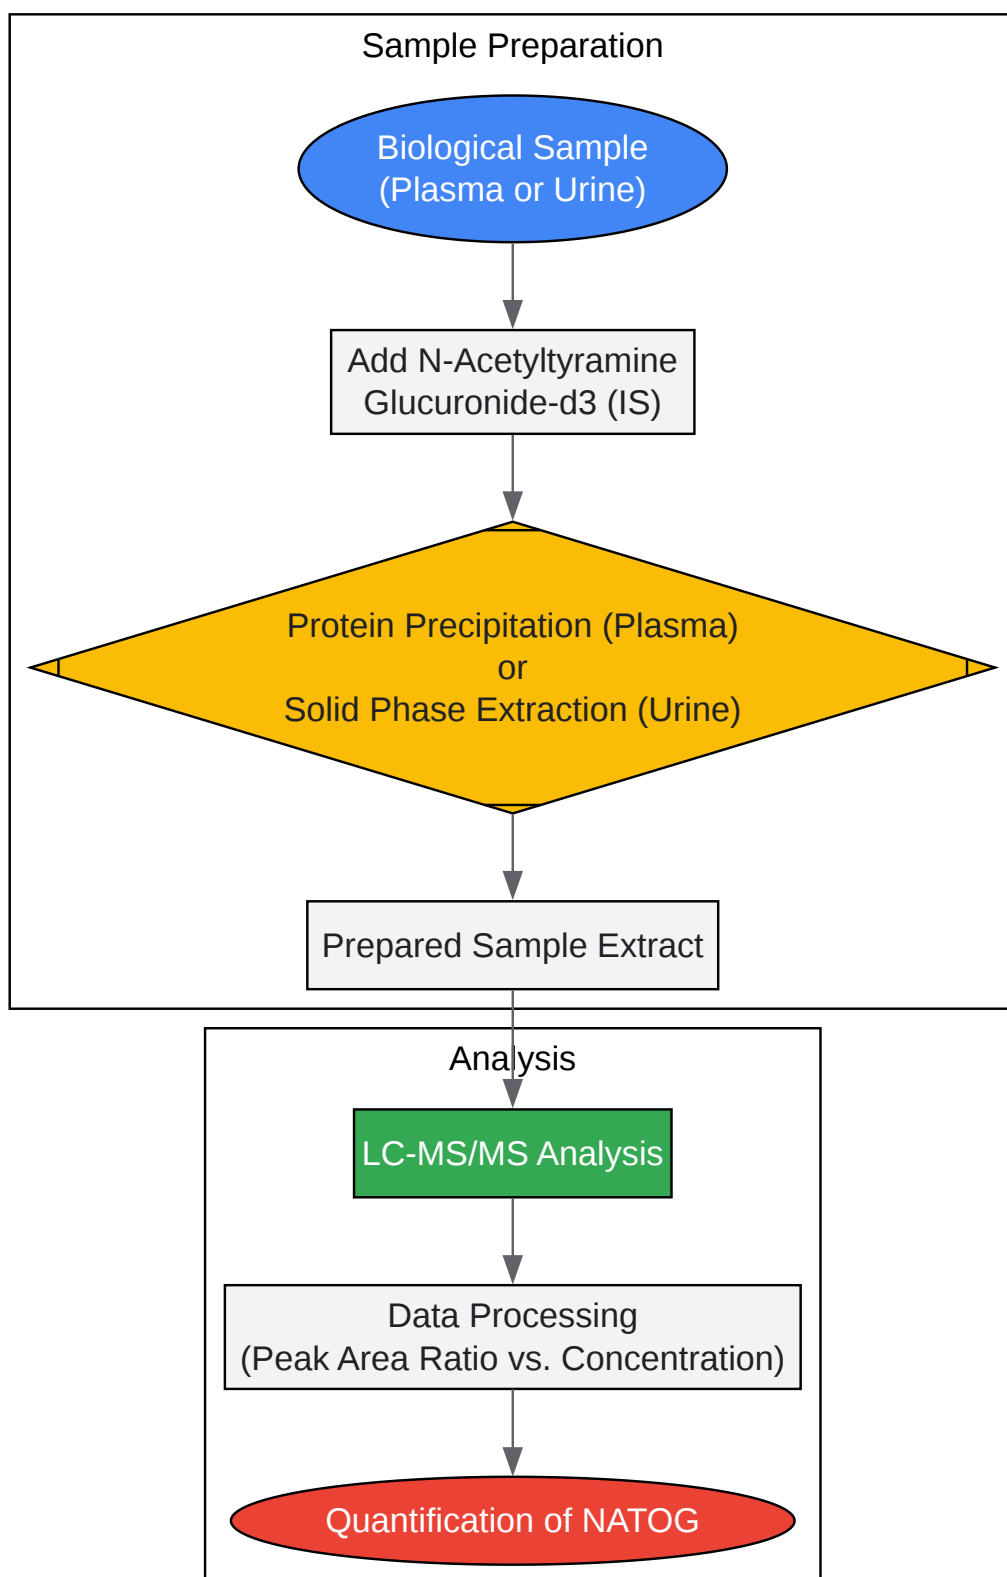 Sample Preparation
Biological Sample
(Plasma or Urine)
Add N-Acetyltyramine
Glucuronide-d3 (IS)
Protein Precipitation (Plasma)
or
Solid Phase Extraction (Urine)
Prepared Sample Extract
Analysis
LC-MS/MS Analysis
Data Processing
(Peak Area Ratio vs. Concentration)
Quantification of NATOG